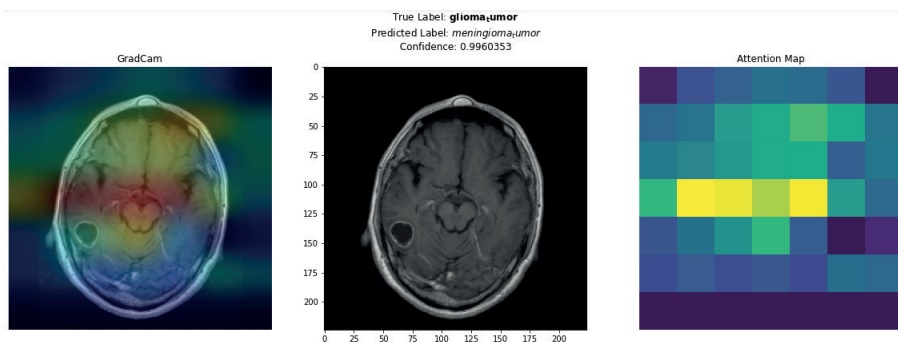 True Label: glioma_tumor
Predicted Label: meningioma_tumor
Confidence: 0.9960353
GradCam
Attention Map
0
25
50
75
100
125
150
175
200
0 25 50 75 100 125 150 175 200